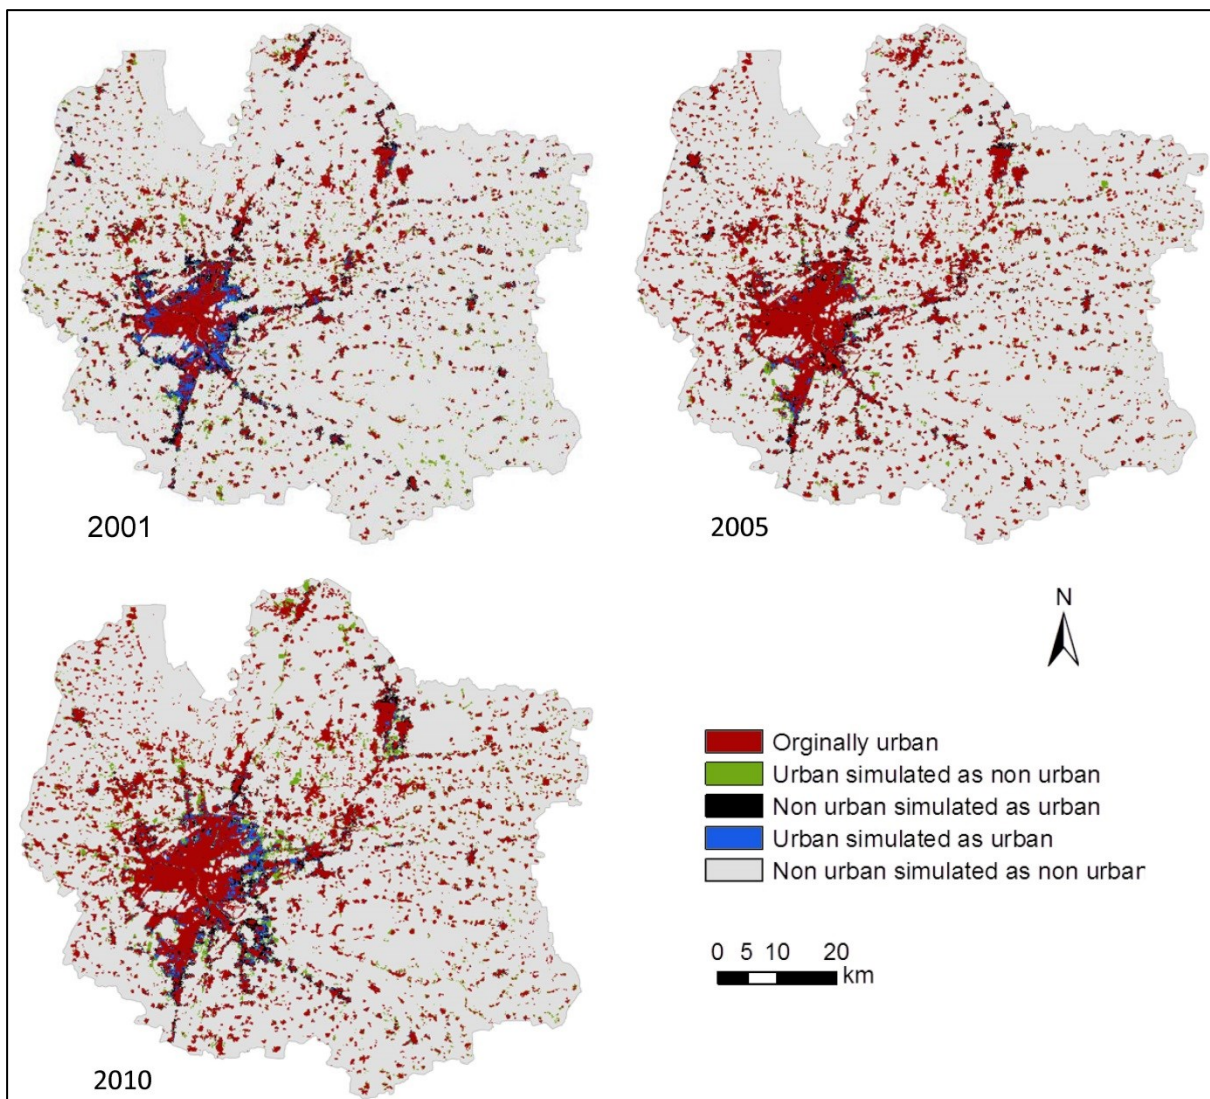 2001
2005
2010
N
Orginally urban
Urban simulated as non urban
Non urban simulated as urban
Urban simulated as urban
Non urban simulated as non urbar
0 5 10 20
km